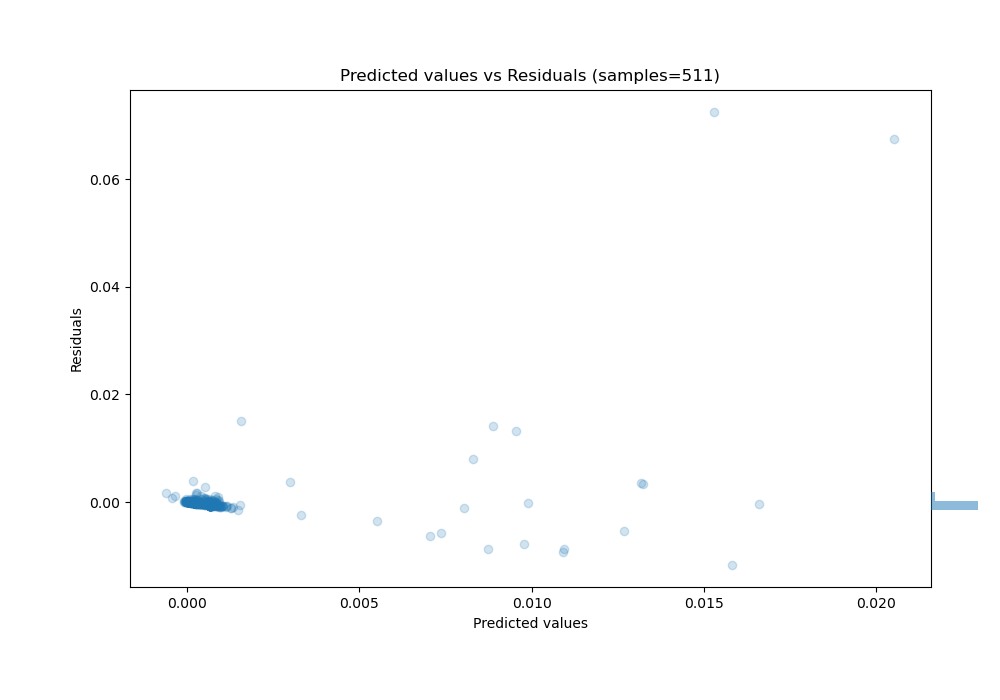 Predicted values vs Residuals (samples=511)
0.06
0.04
0.02
0.00
Residuals
0.000 0.005 0.010 0.015 0.020
Predicted values